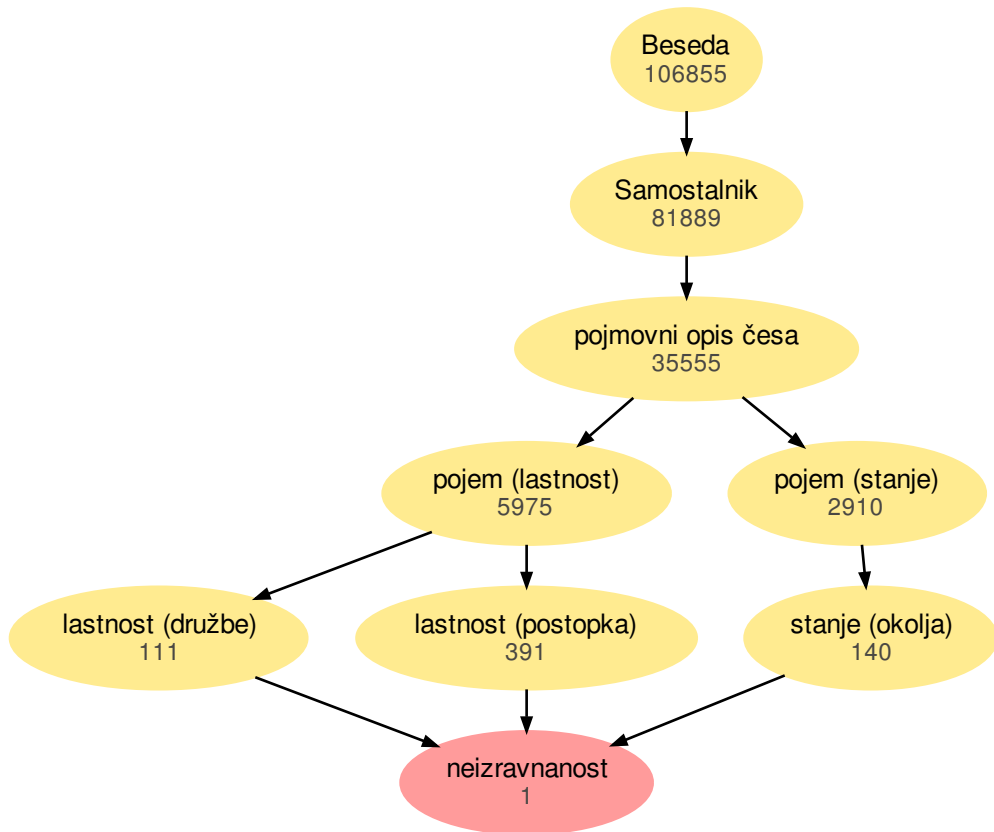 Beseda
106855
Samostalnik
81889
pojmovni opis česa
35555
pojem (lastnost)
5975
pojem (stanje)
2910
lastnost (družbe)
111
lastnost (postopka)
391
stanje (okolja)
140
neizravnanost
1